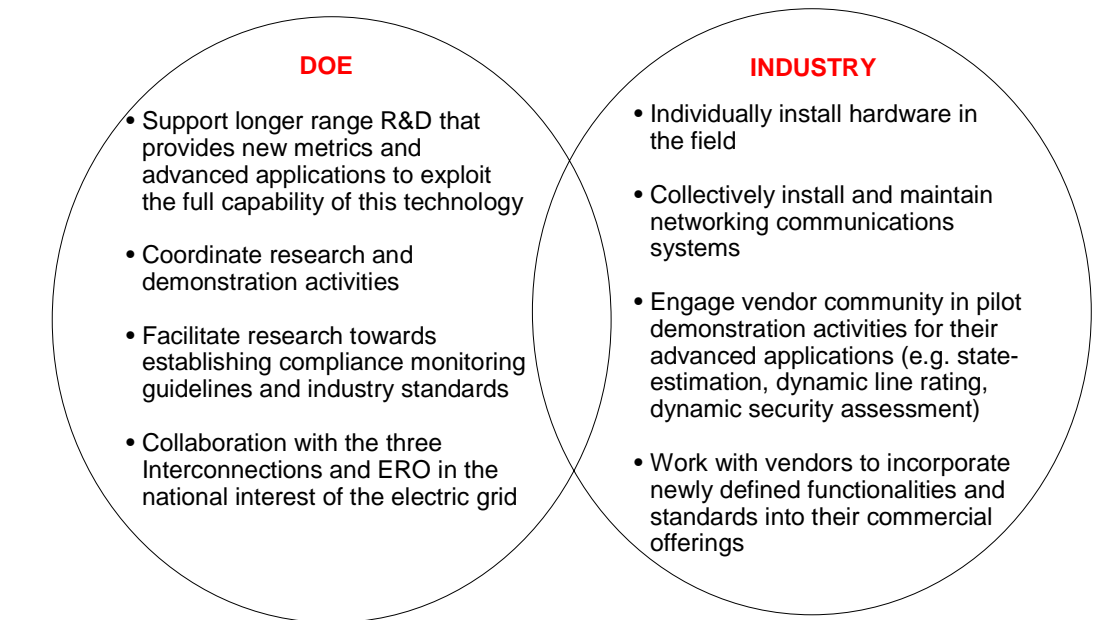 DOE
• Support longer range R&D that
provides new metrics and
advanced applications to exploit
the full capability of this technology
• Coordinate research and
demonstration activities
• Facilitate research towards
establishing compliance monitoring
guidelines and industry standards
• Collaboration with the three
Interconnections and ERO in the
national interest of the electric grid
INDUSTRY
• Individually install hardware in
the field
• Collectively install and maintain
networking communications
systems
• Engage vendor community in pilot
demonstration activities for their
advanced applications (e.g. state-
estimation, dynamic line rating,
dynamic security assessment)
• Work with vendors to incorporate
newly defined functionalities and
standards into their commercial
offerings